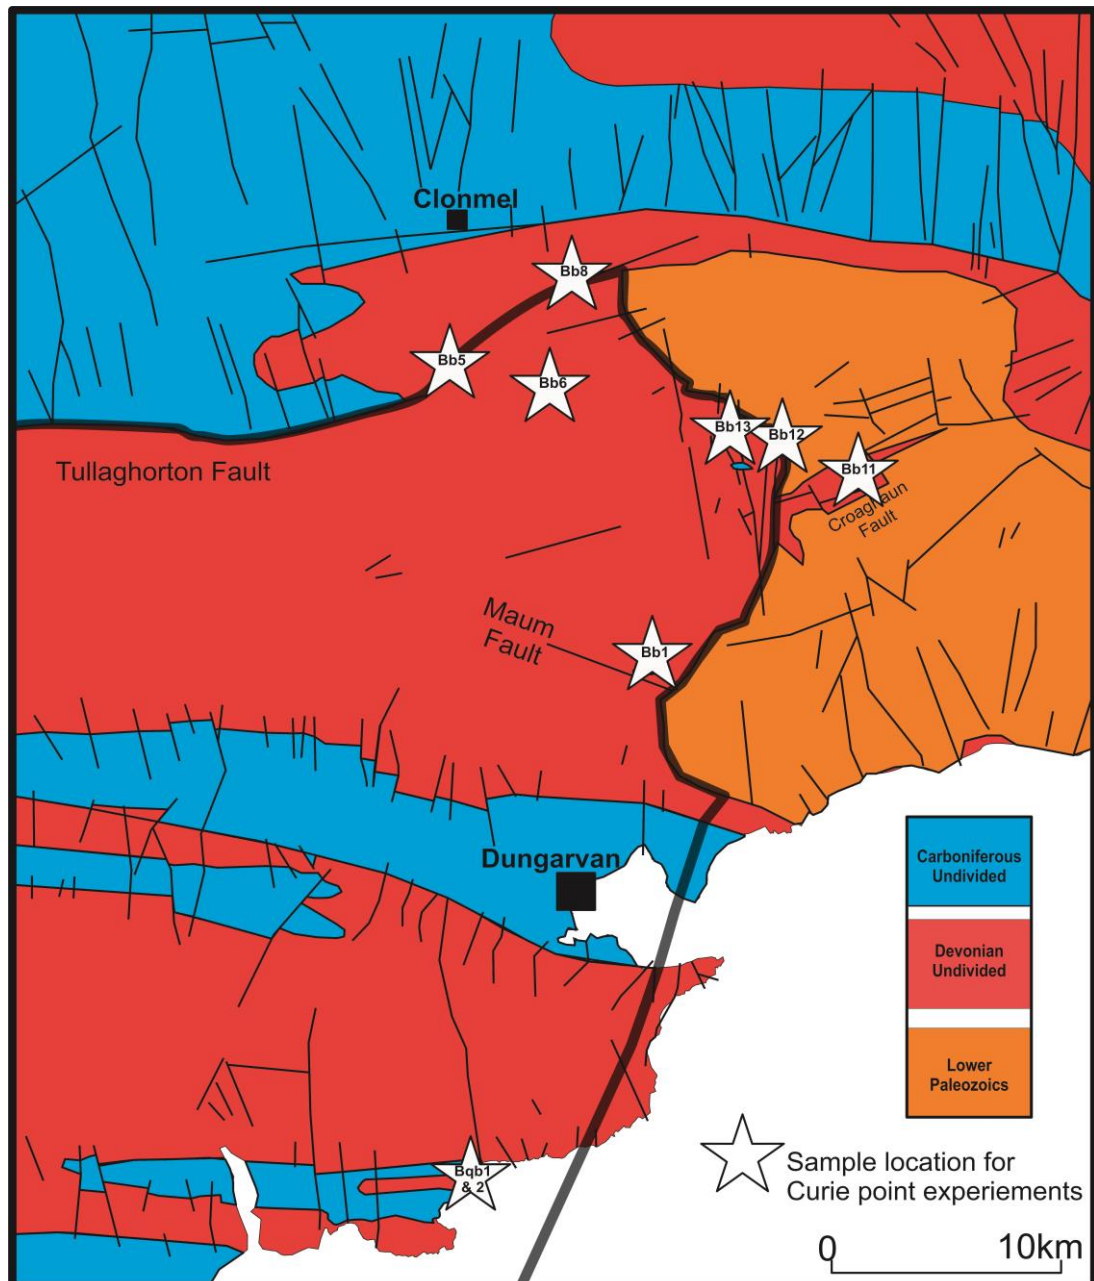 Clonmel
Bb8
Bb5
Bb6
Bb13
Bb12
Bb11
Tullaghorton Fault
Croaghaun
Fault
Maum
Fault
Bb1
Dungarvan
Carboniferous
Undivided
Devonian
Undivided
Lower
Paleozoics
Bqb1
& 2
Sample location for
Curie point experiements
0
10km